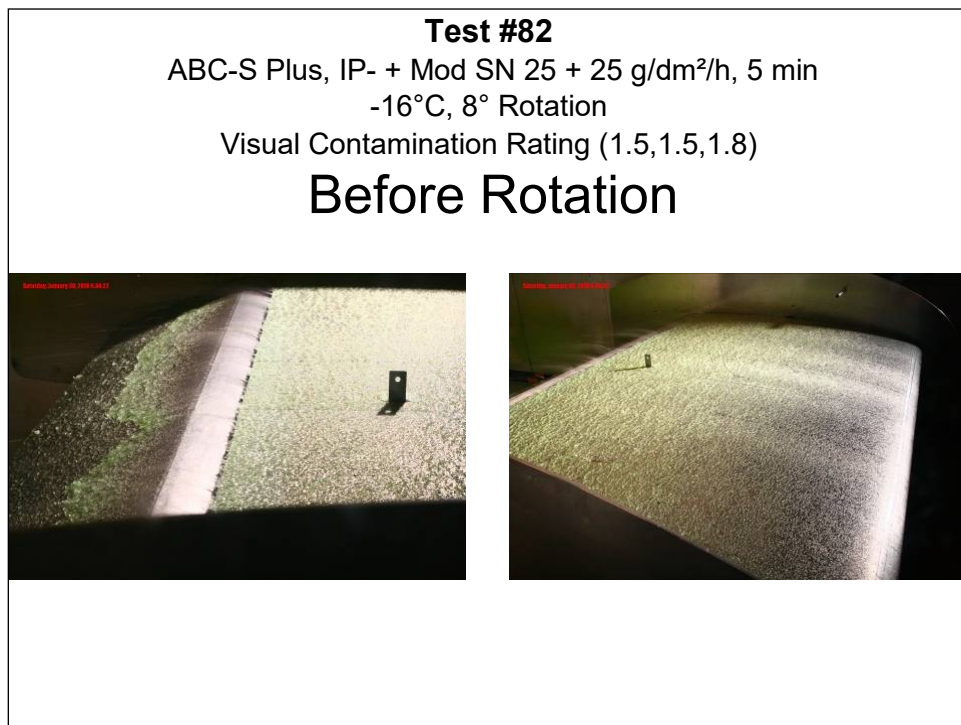 Test #82
ABC-S Plus, IP- + Mod SN 25 + 25 g/dm²/h, 5 min
-16°C, 8° Rotation
Visual Contamination Rating (1.5,1.5,1.8)
Before Rotation